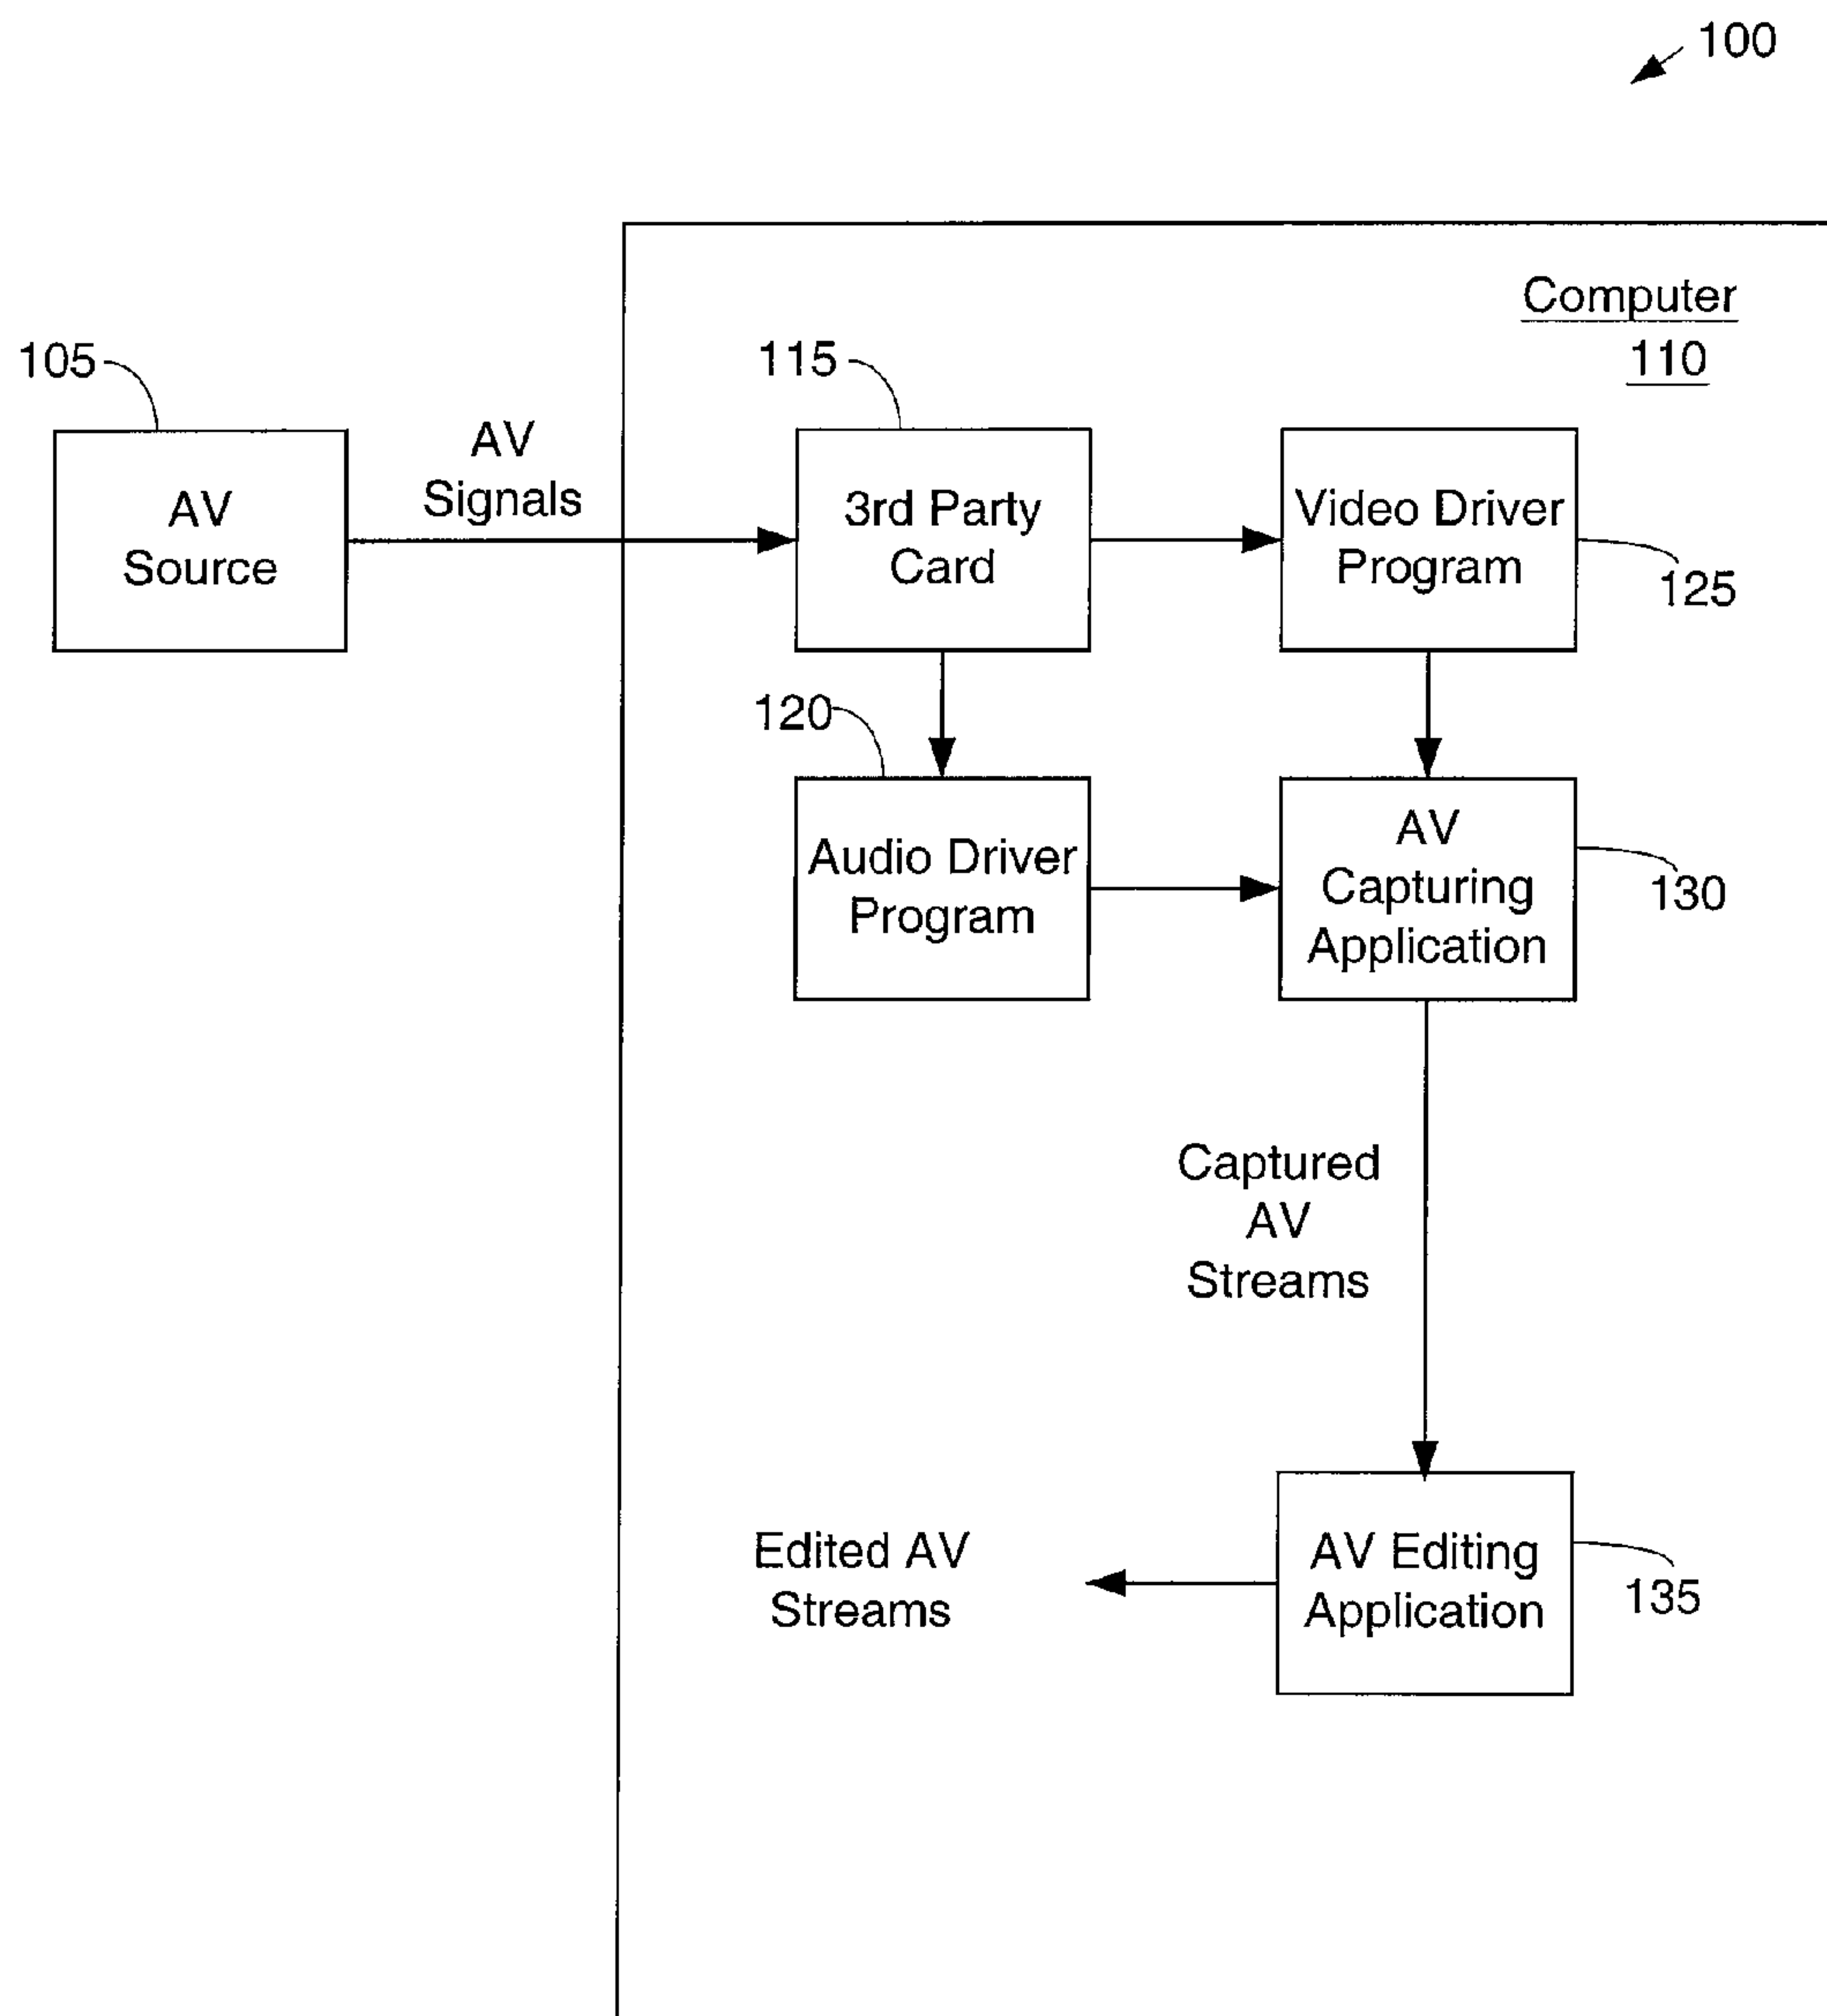 100
Computer
110
105
115
AV
Signals
AV
Source
3rd Party
Card
Video Driver
Program
125
120
Audio Driver
Program
AV
Capturing
Application
130
Captured
AV
Streams
Edited AV
Streams
AV Editing
Application
135